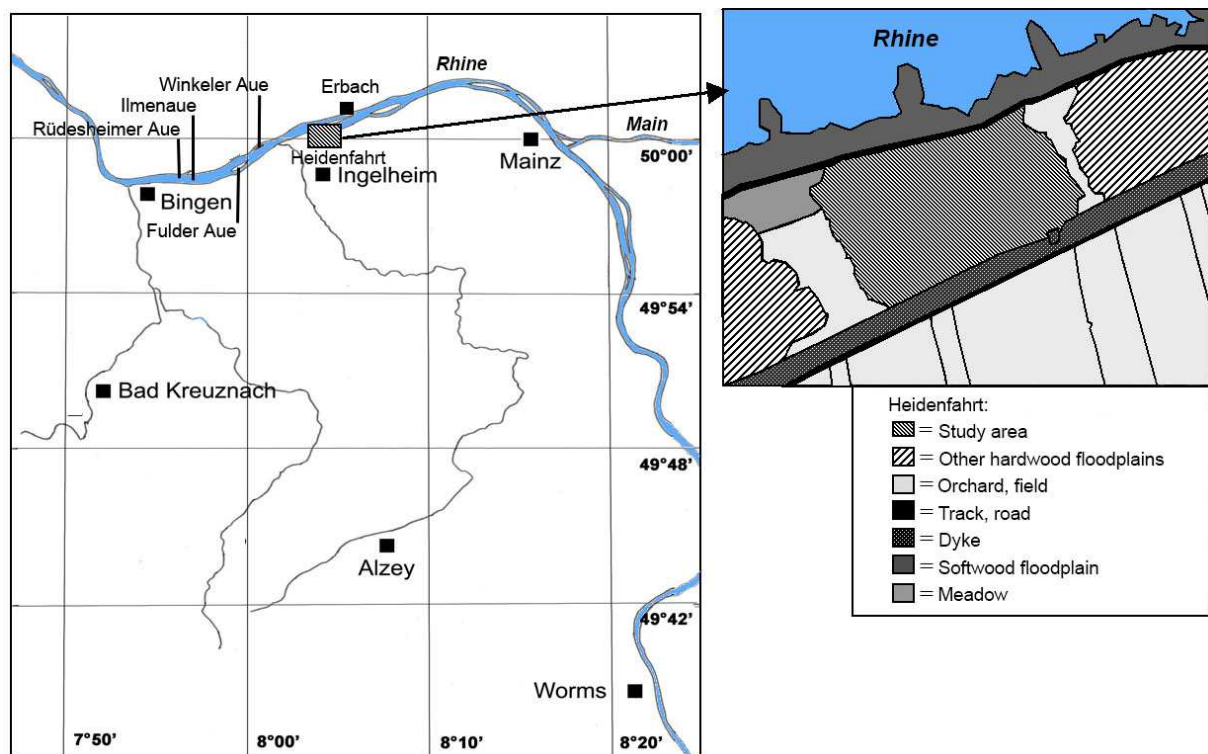 Rhine
Winkeler Aue
Erbach
Ilmenaue
Rüdesheimer Aue
Main
Heidenfahrt
Mainz
50°00’
Ingelheim
Bingen
Fulder Aue
49°54’
Bad Kreuznach
49°48’
Alzey
49°42’
Worms
7°50’
8°00’
8°10’
8°20’
Rhine
Heidenfahrt:
= Study area
= Other hardwood floodplains
= Orchard, field
= Track, road
= Dyke
= Softwood floodplain
= Meadow